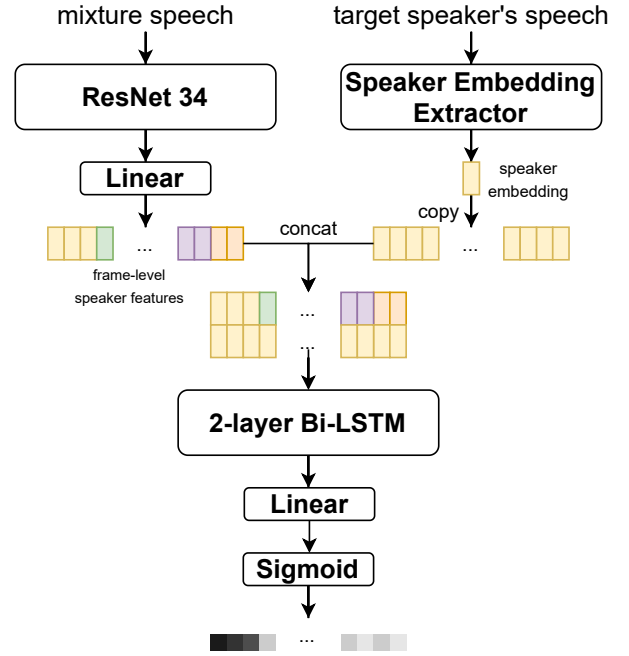 mixture speech
target speaker's speech
ResNet 34
Speaker Embedding
Extractor
Linear
speaker
embedding
copy
...
concat
...
frame-level
speaker features
...
...
2-layer Bi-LSTM
Linear
Sigmoid
...